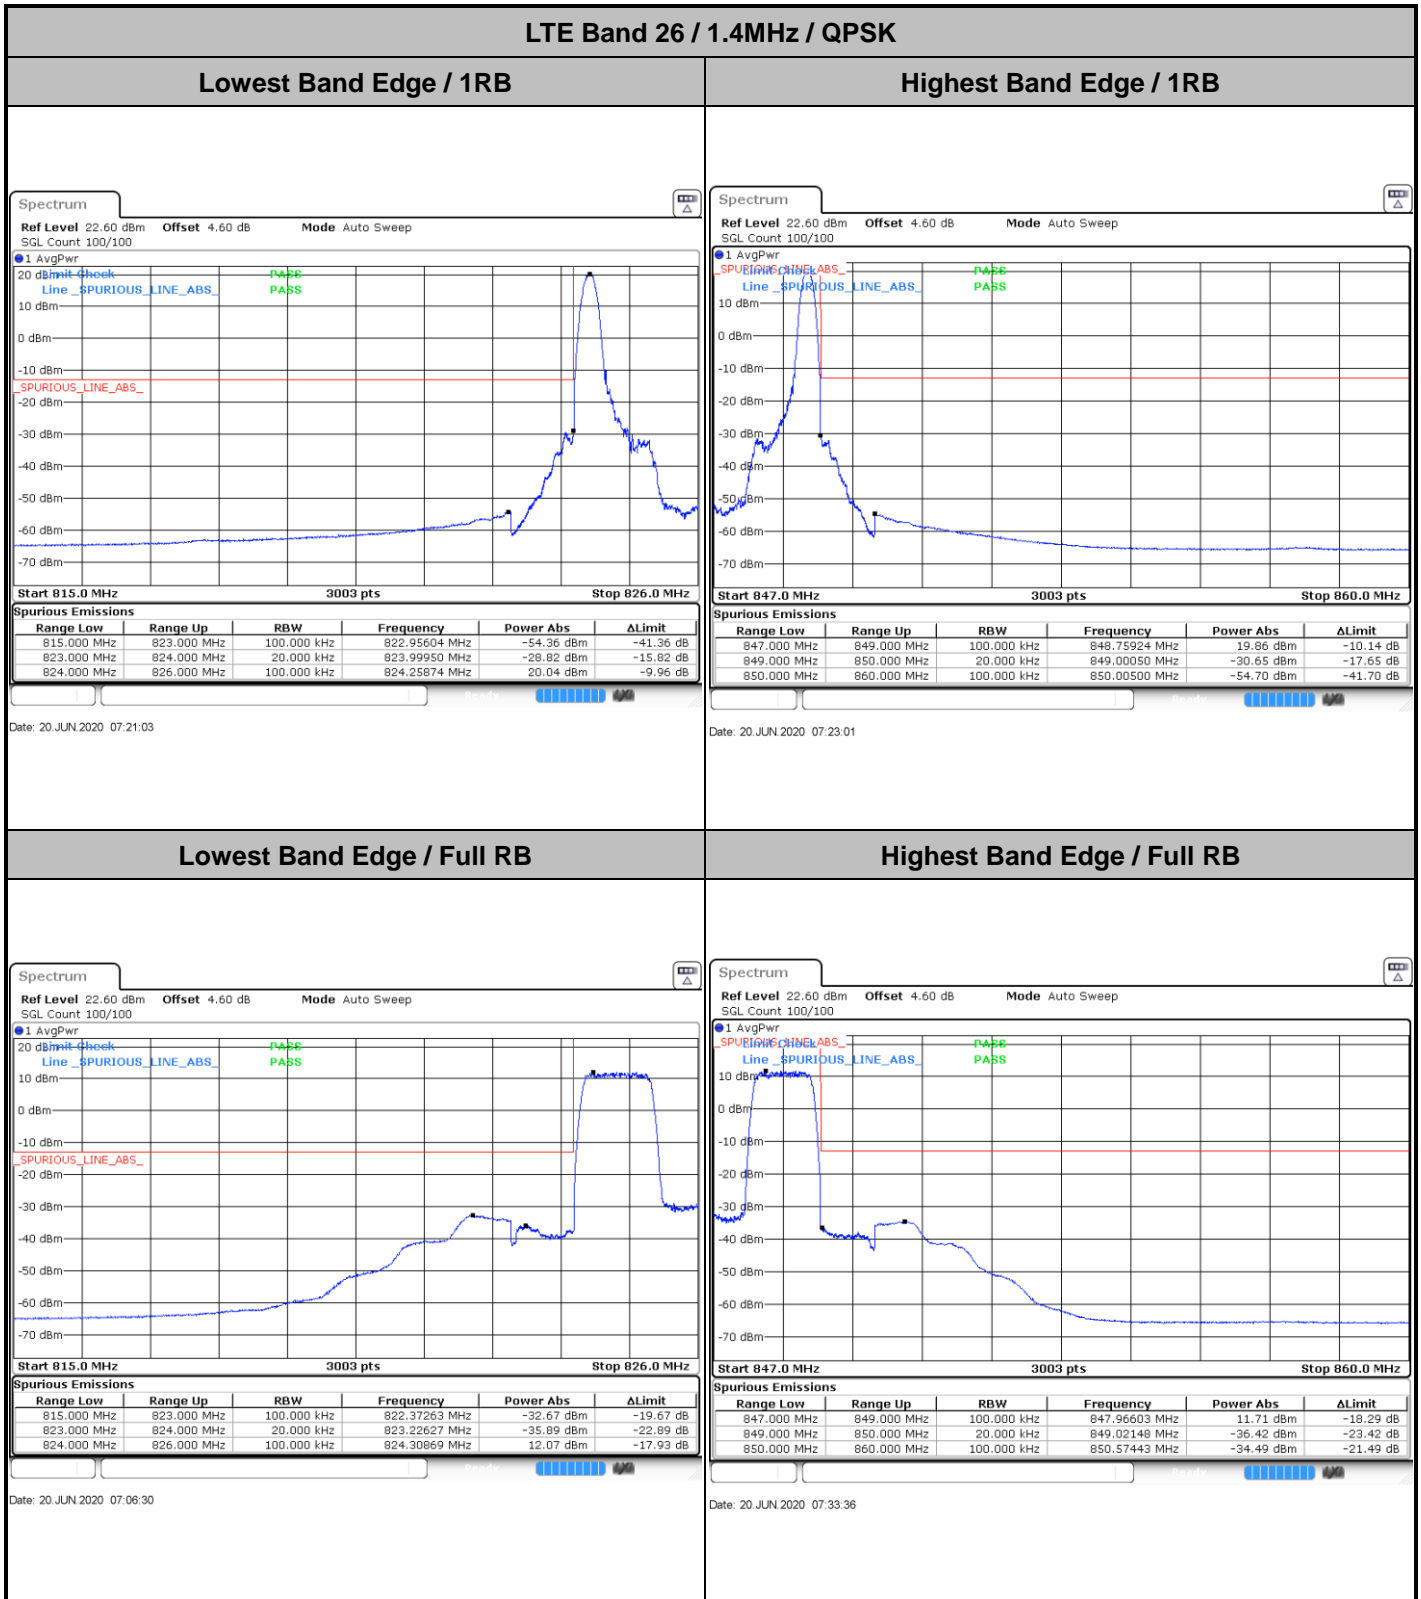 LTE Band 26 / 1.4MHz / QPSK
Lowest Band Edge / 1RB
Highest Band Edge / 1RB
Spectrum
Ref Level 22.60 dBm Offset 4.60 dB Mode Auto Sweep
SGL Count 100/100
1 AvgPwr
20 dBm Limit Check PASS
Line _SPURIOUS_LINE_ABS_ PASS
10 dBm
0 dBm
-10 dBm
_SPURIOUS_LINE_ABS_
-20 dBm
-30 dBm
-40 dBm
-50 dBm
-60 dBm
-70 dBm
Start 815.0 MHz 3003 pts Stop 826.0 MHz
Spurious Emissions
Range Low Range Up RBW Frequency Power Abs ΔLimit
815.000 MHz 823.000 MHz 100.000 kHz 822.95604 MHz -54.36 dBm -41.36 dB
823.000 MHz 824.000 MHz 20.000 kHz 823.99950 MHz -28.82 dBm -15.82 dB
824.000 MHz 826.000 MHz 100.000 kHz 824.25874 MHz 20.04 dBm -9.96 dB
Ready
Date: 20.JUN.2020 07:21:03
Spectrum
Ref Level 22.60 dBm Offset 4.60 dB Mode Auto Sweep
SGL Count 100/100
1 AvgPwr
_SPURIOUS_LINE_ABS_
Limit Check PASS
Line _SPURIOUS_LINE_ABS_ PASS
10 dBm
0 dBm
-10 dBm
-20 dBm
-30 dBm
-40 dBm
-50 dBm
-60 dBm
-70 dBm
Start 847.0 MHz 3003 pts Stop 860.0 MHz
Spurious Emissions
Range Low Range Up RBW Frequency Power Abs ΔLimit
847.000 MHz 849.000 MHz 100.000 kHz 848.75924 MHz 19.86 dBm -10.14 dB
849.000 MHz 850.000 MHz 20.000 kHz 849.00050 MHz -30.65 dBm -17.65 dB
850.000 MHz 860.000 MHz 100.000 kHz 850.00500 MHz -54.70 dBm -41.70 dB
Ready
Date: 20.JUN.2020 07:23:01
Lowest Band Edge / Full RB
Highest Band Edge / Full RB
Spectrum
Ref Level 22.60 dBm Offset 4.60 dB Mode Auto Sweep
SGL Count 100/100
1 AvgPwr
20 dBm Limit Check PASS
Line _SPURIOUS_LINE_ABS_ PASS
10 dBm
0 dBm
-10 dBm
_SPURIOUS_LINE_ABS_
-20 dBm
-30 dBm
-40 dBm
-50 dBm
-60 dBm
-70 dBm
Start 815.0 MHz 3003 pts Stop 826.0 MHz
Spurious Emissions
Range Low Range Up RBW Frequency Power Abs ΔLimit
815.000 MHz 823.000 MHz 100.000 kHz 822.37263 MHz -32.67 dBm -19.67 dB
823.000 MHz 824.000 MHz 20.000 kHz 823.22627 MHz -35.89 dBm -22.89 dB
824.000 MHz 826.000 MHz 100.000 kHz 824.30869 MHz 12.07 dBm -17.93 dB
Ready
Date: 20.JUN.2020 07:06:30
Spectrum
Ref Level 22.60 dBm Offset 4.60 dB Mode Auto Sweep
SGL Count 100/100
1 AvgPwr
_SPURIOUS_LINE_ABS_
Limit Check PASS
Line _SPURIOUS_LINE_ABS_ PASS
10 dBm
0 dBm
-10 dBm
-20 dBm
-30 dBm
-40 dBm
-50 dBm
-60 dBm
-70 dBm
Start 847.0 MHz 3003 pts Stop 860.0 MHz
Spurious Emissions
Range Low Range Up RBW Frequency Power Abs ΔLimit
847.000 MHz 849.000 MHz 100.000 kHz 847.96603 MHz 11.71 dBm -18.29 dB
849.000 MHz 850.000 MHz 20.000 kHz 849.02148 MHz -36.42 dBm -23.42 dB
850.000 MHz 860.000 MHz 100.000 kHz 850.57443 MHz -34.49 dBm -21.49 dB
Ready
Date: 20.JUN.2020 07:33:36